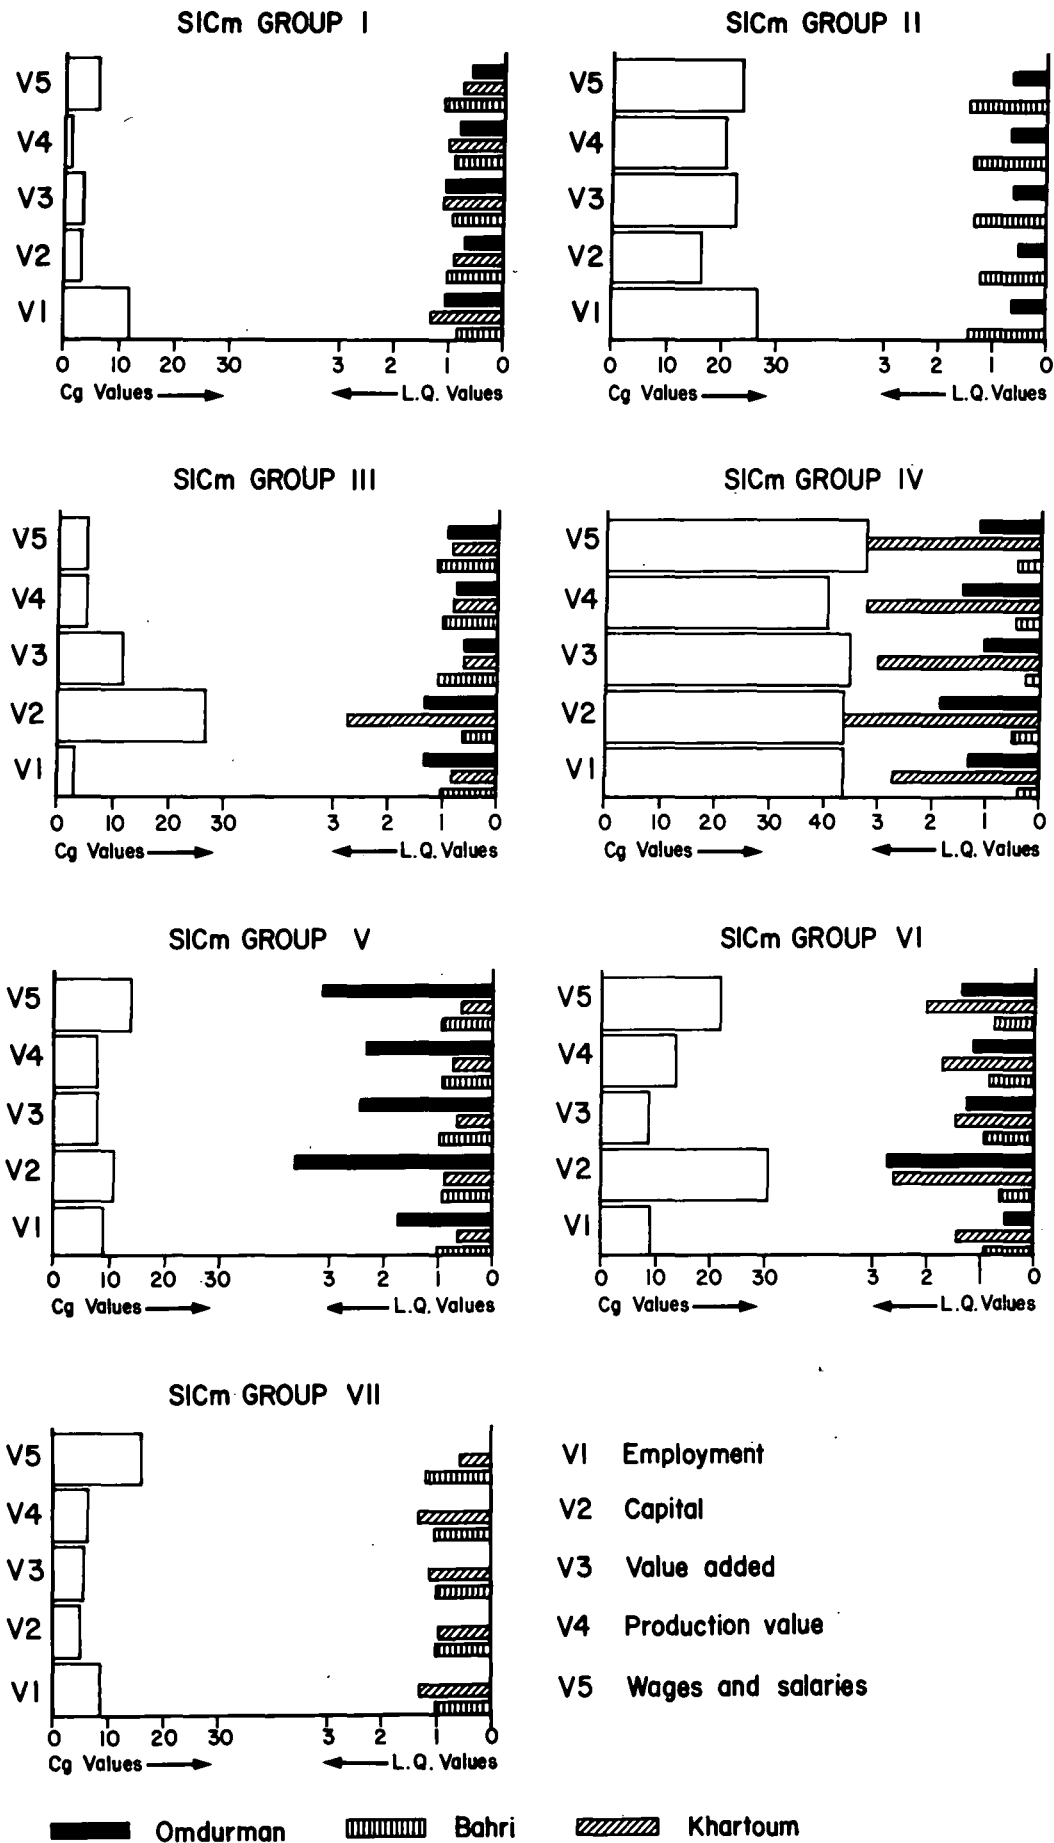 SICm GROUP I
V5
V4
V3
V2
V1
0 10 20 30 3 2 1 0
Cg Values L.Q. Values
SICm GROUP II
V5
V4
V3
V2
V1
0 10 20 30 3 2 1 0
Cg Values L.Q. Values
SICm GROUP III
V5
V4
V3
V2
V1
0 10 20 30 3 2 1 0
Cg Values L.Q. Values
SICm GROUP IV
V5
V4
V3
V2
V1
0 10 20 30 40 3 2 1 0
Cg Values L.Q. Values
SICm GROUP V
V5
V4
V3
V2
V1
0 10 20 30 3 2 1 0
Cg Values L.Q. Values
SICm GROUP VI
V5
V4
V3
V2
V1
0 10 20 30 3 2 1 0
Cg Values L.Q. Values
SICm GROUP VII
V5
V4
V3
V2
V1
0 10 20 30 3 2 1 0
Cg Values L.Q. Values
V1 Employment
V2 Capital
V3 Value added
V4 Production value
V5 Wages and salaries
Omdurman Bahri Khartoum